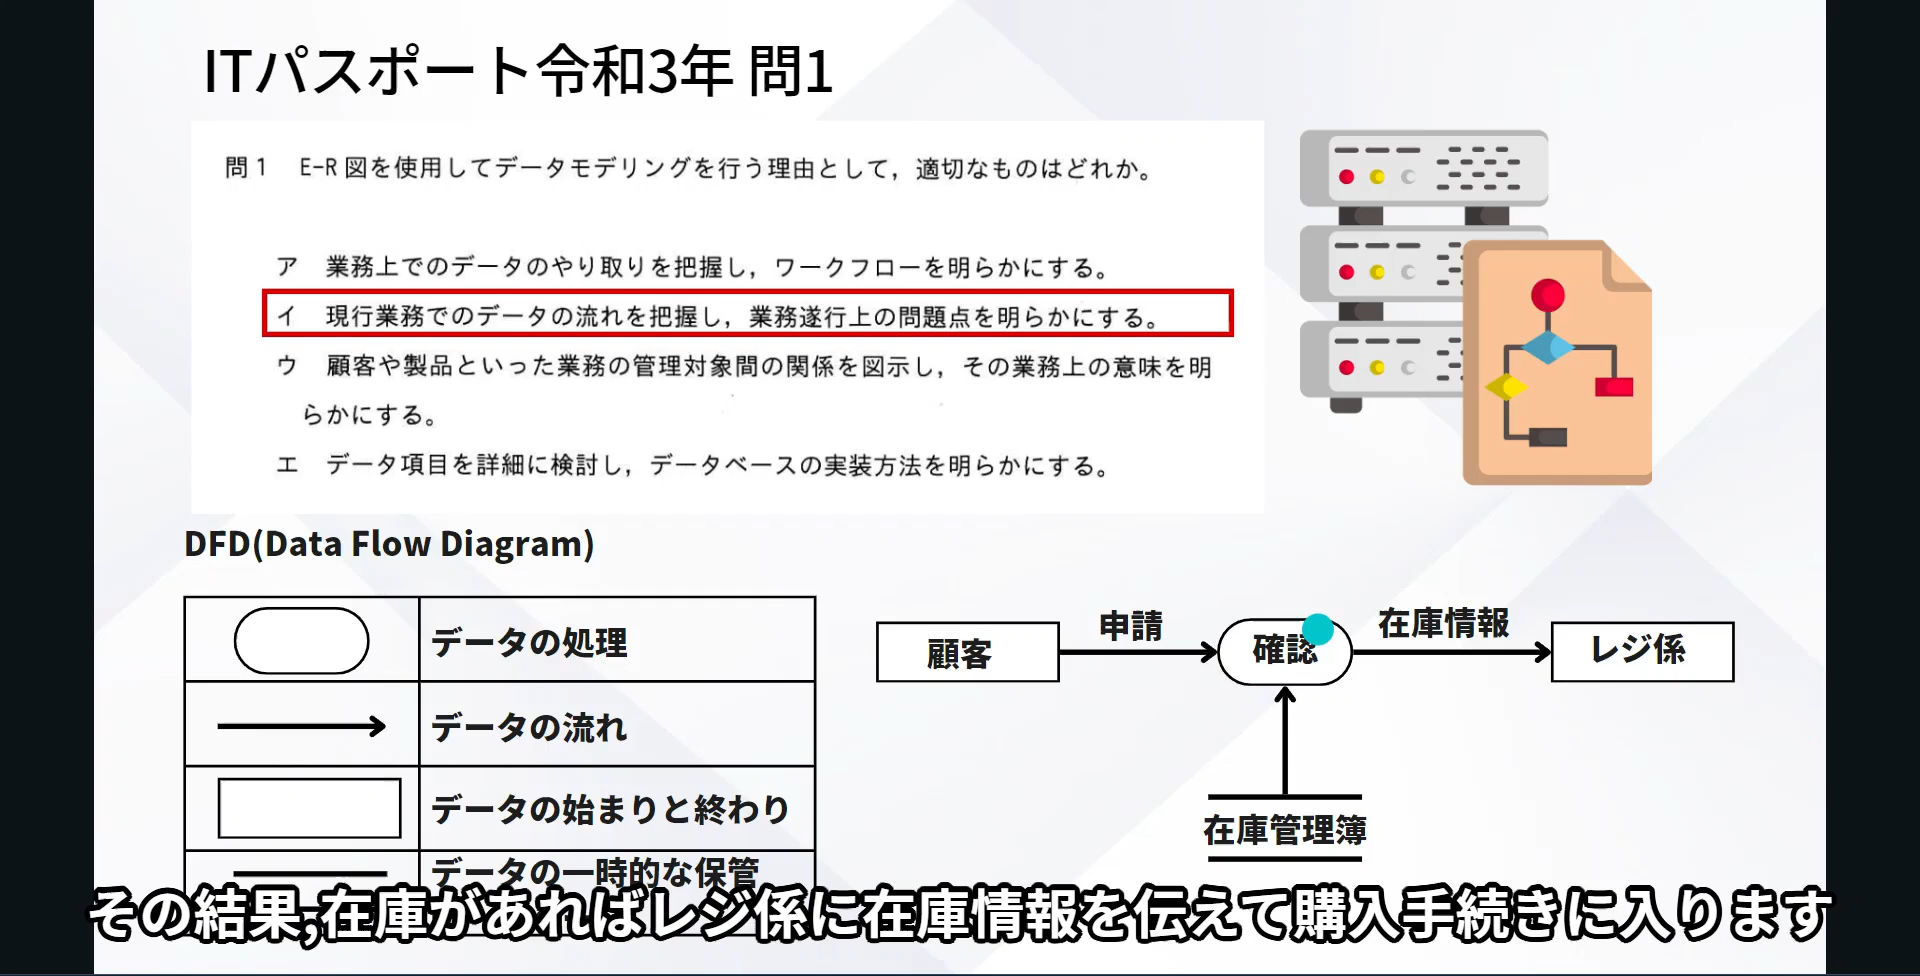 ITパスポート令和3年 問1
問1 E-R図を使用してデータモデリングを行う理由として，適切なものはどれか。
ア 業務上でのデータのやり取りを把握し，ワークフローを明らかにする。
イ 現行業務でのデータの流れを把握し，業務遂行上の問題点を明らかにする。
ウ 顧客や製品といった業務の管理対象間の関係を図示し，その業務上の意味を明
らかにする。
エ データ項目を詳細に検討し，データベースの実装方法を明らかにする。
DFD(Data Flow Diagram)
データの処理
データの流れ
データの始まりと終わり
データの一時的な保管
顧客
申請
確認
在庫情報
レジ係
在庫管理簿
その結果,在庫があればレジ係に在庫情報を伝えて購入手続きに入ります